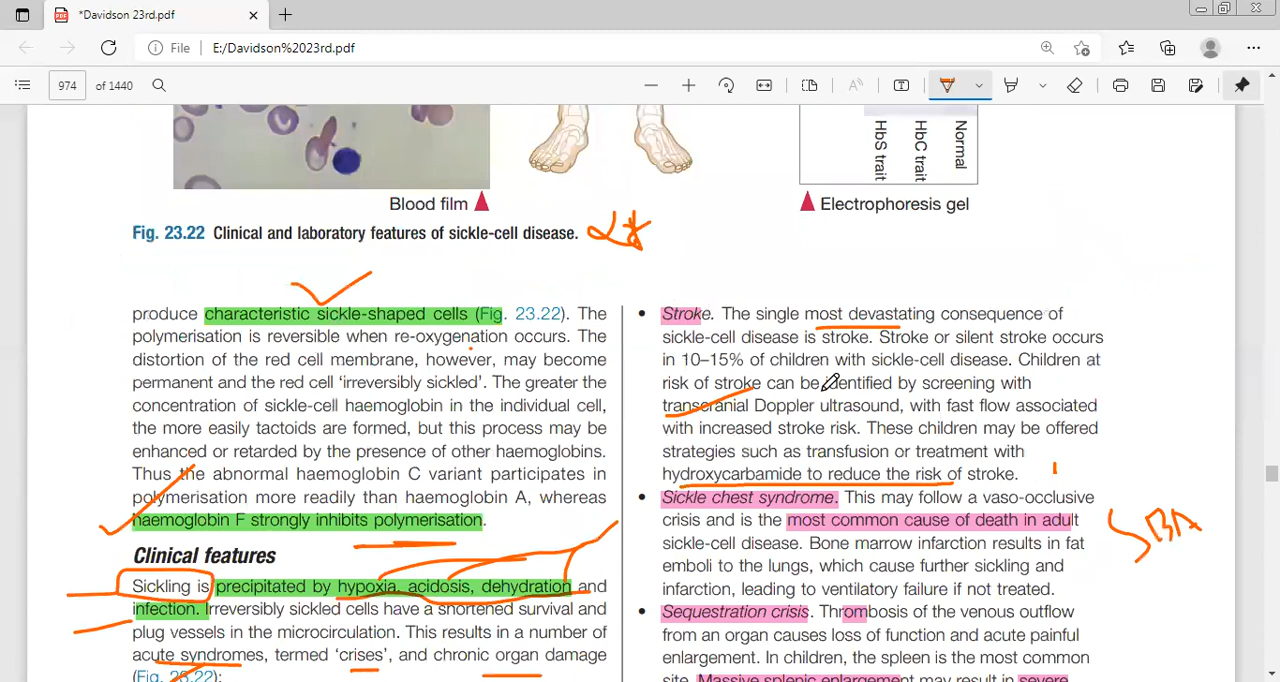 *Davidson 23rd.pdf
File
E:/Davidson%2023rd.pdf
974 of 1440
HbS trait
HbC trait
Normal
Blood film
Electrophoresis gel
Fig. 23.22 Clinical and laboratory features of sickle-cell disease.
produce characteristic sickle-shaped cells (Fig. 23.22). The
polymerisation is reversible when re-oxygenation occurs. The
distortion of the red cell membrane, however, may become
permanent and the red cell ‘irreversibly sickled’. The greater the
concentration of sickle-cell haemoglobin in the individual cell,
the more easily tactoids are formed, but this process may be
enhanced or retarded by the presence of other haemoglobins.
Thus the abnormal haemoglobin C variant participates in
polymerisation more readily than haemoglobin A, whereas
haemoglobin F strongly inhibits polymerisation.
Clinical features
Sickling is precipitated by hypoxia, acidosis, dehydration and
infection. Irreversibly sickled cells have a shortened survival and
plug vessels in the microcirculation. This results in a number of
acute syndromes, termed ‘crises’, and chronic organ damage
(Fig. 23.22):
• Stroke. The single most devastating consequence of
sickle-cell disease is stroke. Stroke or silent stroke occurs
in 10–15% of children with sickle-cell disease. Children at
risk of stroke can be identified by screening with
transcranial Doppler ultrasound, with fast flow associated
with increased stroke risk. These children may be offered
strategies such as transfusion or treatment with
hydroxycarbamide to reduce the risk of stroke.
• Sickle chest syndrome. This may follow a vaso-occlusive
crisis and is the most common cause of death in adult
sickle-cell disease. Bone marrow infarction results in fat
emboli to the lungs, which cause further sickling and
infarction, leading to ventilatory failure if not treated.
• Sequestration crisis. Thrombosis of the venous outflow
from an organ causes loss of function and acute painful
enlargement. In children, the spleen is the most common
site. Massive splenic enlargement may result in severe
SBA